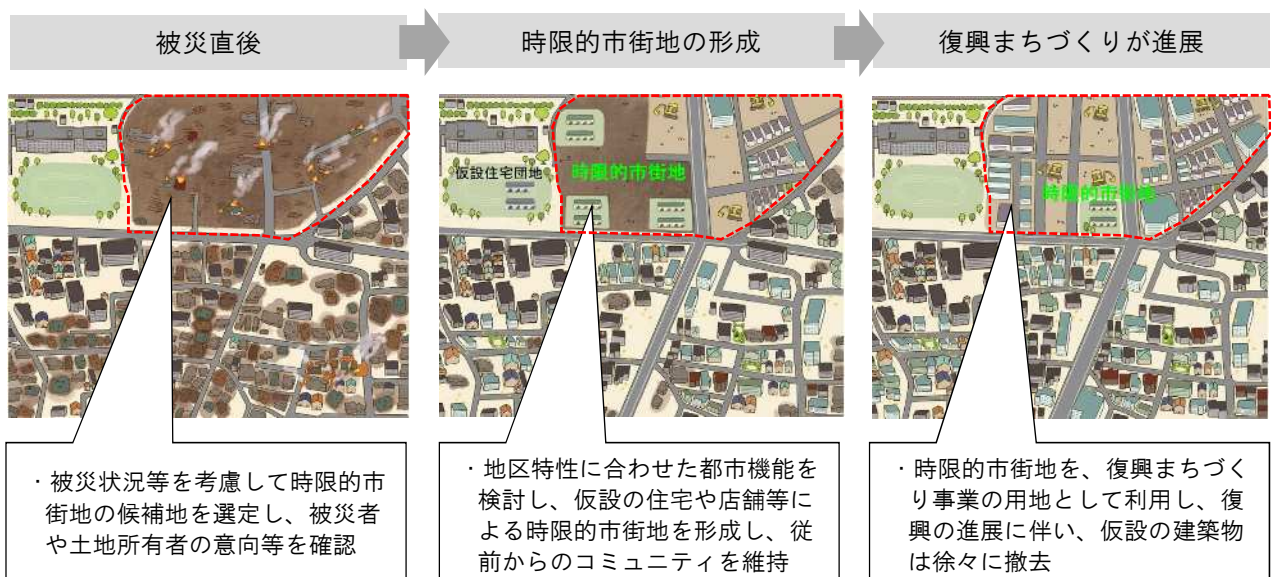 被災直後
時限的市街地の形成
復興まちづくりが進展
仮設住宅団地
時限的市街地
時限的市街地
・被災状況等を考慮して時限的市
街地の候補地を選定し、被災者
や土地所有者の意向等を確認
・地区特性に合わせた都市機能を
検討し、仮設の住宅や店舗等に
よる時限的市街地を形成し、従
前からのコミュニティを維持
・時限的市街地を、復興まちづく
り事業の用地として利用し、復
興の進展に伴い、仮設の建築物
は徐々に撤去